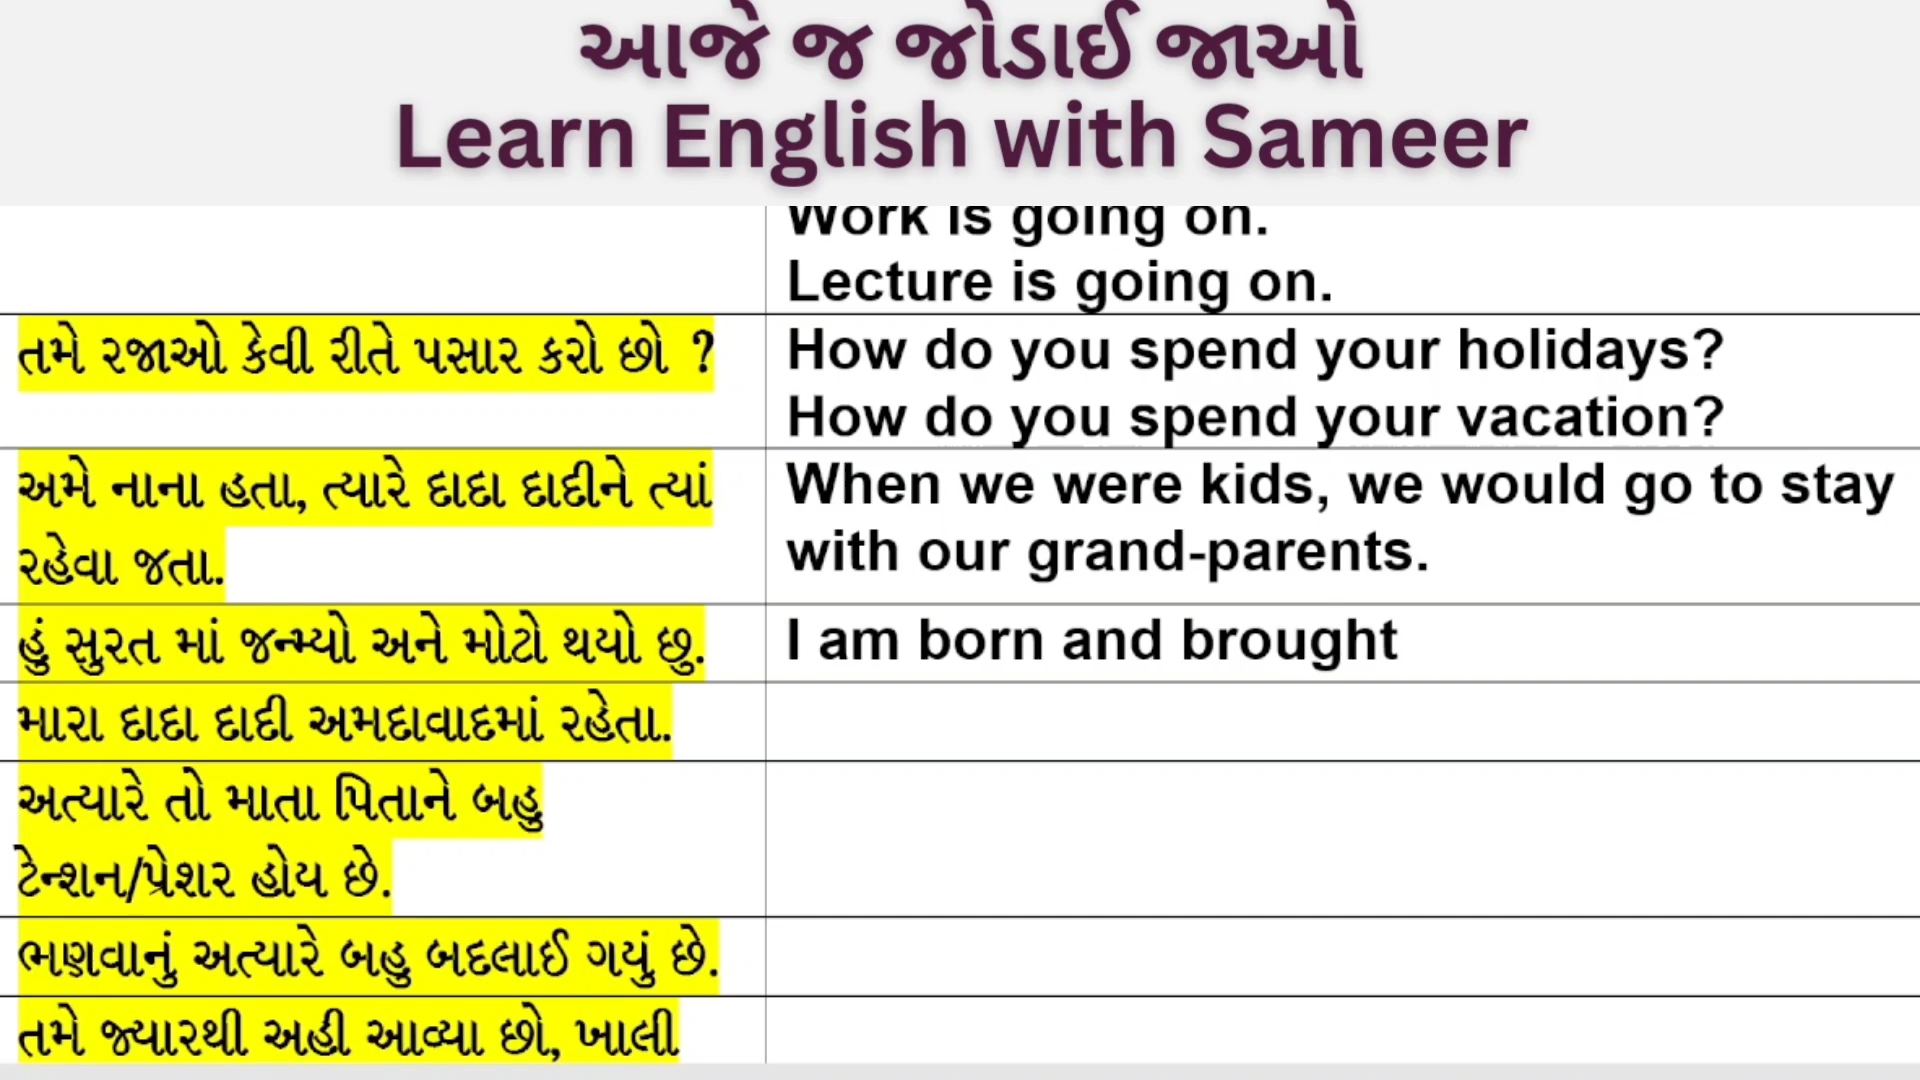 આજે જ જોડાઈ જાઓ
Learn English with Sameer
Work is going on.
Lecture is going on.
તમે રજાઓ કેવી રીતે પસાર કરો છો ?
How do you spend your holidays?
How do you spend your vacation?
અમે નાના હતા, ત્યારે દાદા દાદીને ત્યાં
રહેવા જતા.
When we were kids, we would go to stay
with our grand-parents.
હું સુરત માં જન્મ્યો અને મોટો થયો છુ.
I am born and brought
મારા દાદા દાદી અમદાવાદમાં રહેતા.
અત્યારે તો માતા પિતાને બહુ
ટેન્શન/પ્રેશર હોય છે.
ભણવાનું અત્યારે બહુ બદલાઈ ગયું છે.
તમે જ્યારથી અહી આવ્યા છો, ખાલી